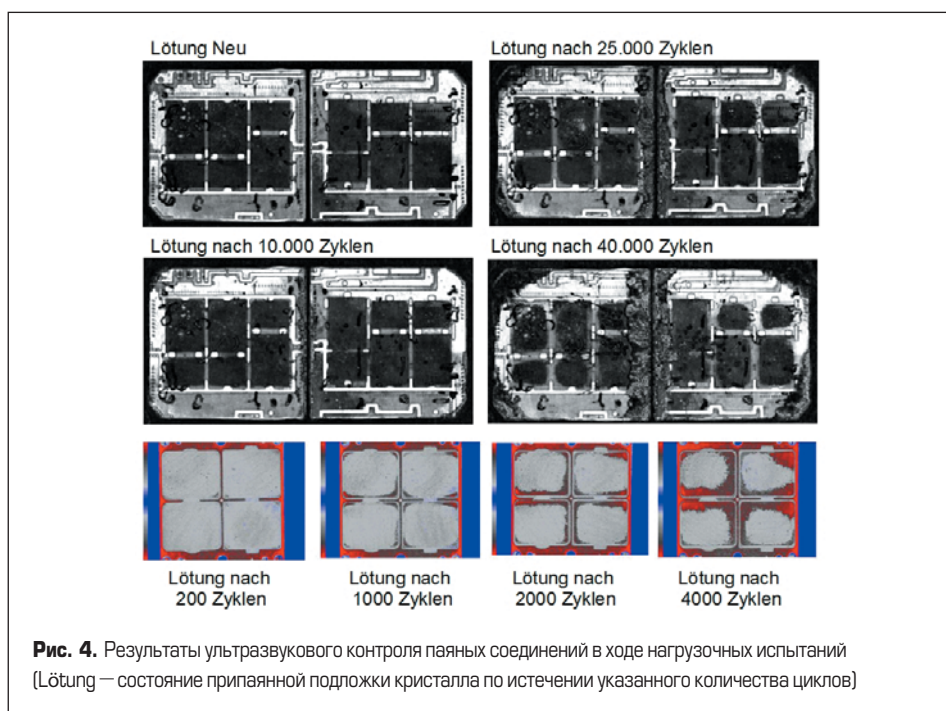 Lötung Neu
Lötung nach 25.000 Zyklen
Lötung nach 10.000 Zyklen
Lötung nach 40.000 Zyklen
Lötung nach
200 Zyklen
Lötung nach
1000 Zyklen
Lötung nach
2000 Zyklen
Lötung nach
4000 Zyklen
Рис. 4. Результаты ультразвукового контроля паяных соединений в ходе нагрузочных испытаний
(Lötung — состояние припаянной подложки кристалла по истечении указанного количества циклов)